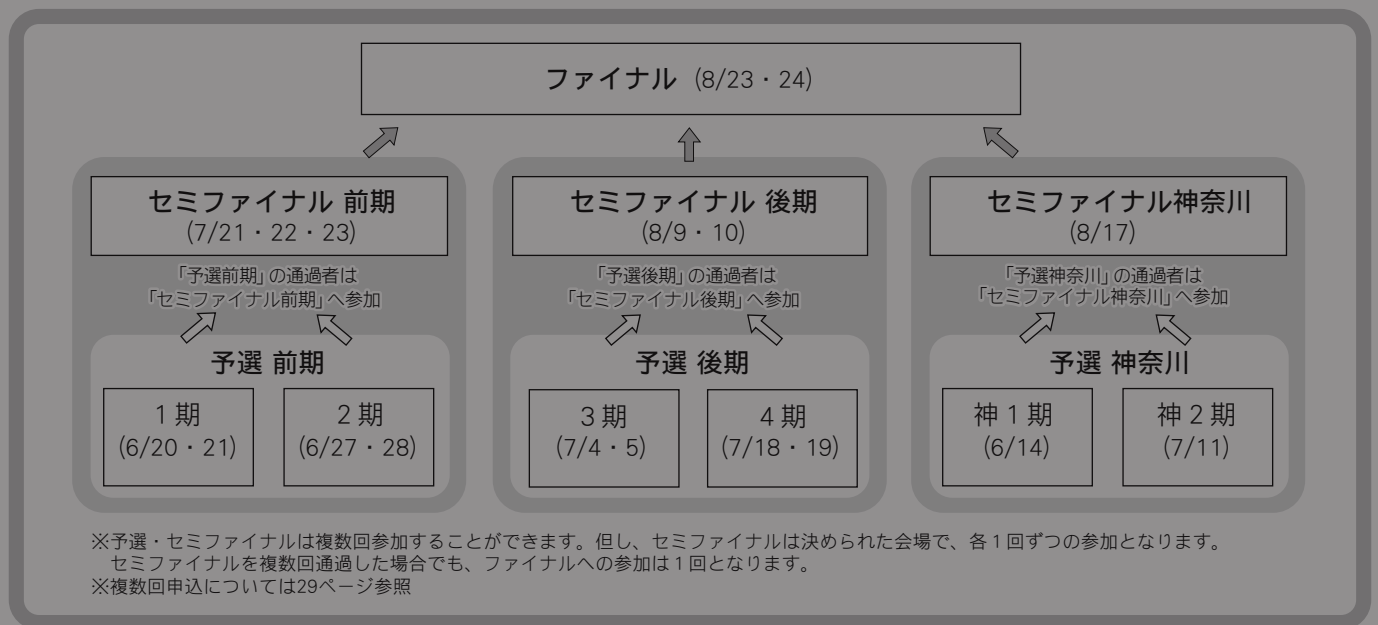 ファイナル (8/23・24)
セミファイナル 前期
(7/21・22・23)
「予選前期」の通過者は
「セミファイナル前期」へ参加
予選 前期
1期
(6/20・21)
2期
(6/27・28)
セミファイナル 後期
(8/9・10)
「予選後期」の通過者は
「セミファイナル後期」へ参加
予選 後期
3期
(7/4・5)
4期
(7/18・19)
セミファイナル神奈川
(8/17)
「予選神奈川」の通過者は
「セミファイナル神奈川」へ参加
予選 神奈川
神1期
(6/14)
神2期
(7/11)
※予選・セミファイナルは複数回参加することができます。但し、セミファイナルは決められた会場で、各1回ずつの参加となります。
セミファイナルを複数回通過した場合でも、ファイナルへの参加は1回となります。
※複数回申込については29ページ参照